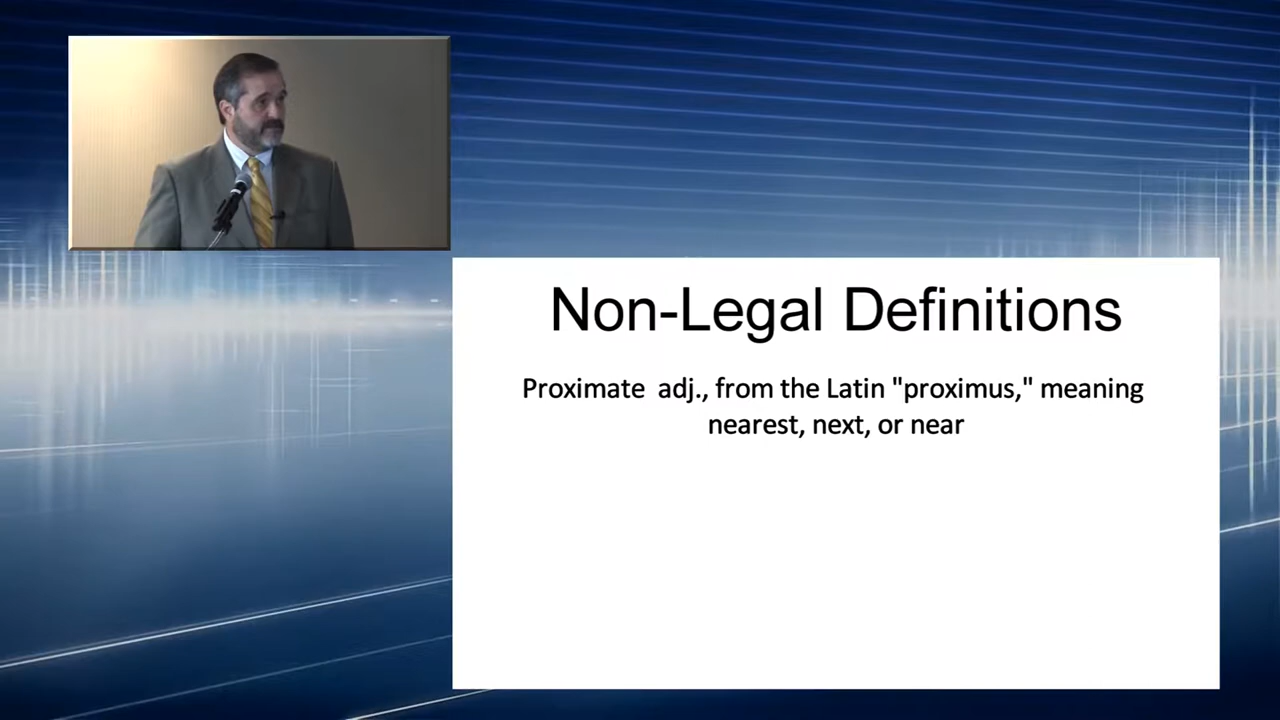 Non-Legal Definitions
Proximate  adj., from the Latin "proximus," meaning
nearest, next, or near